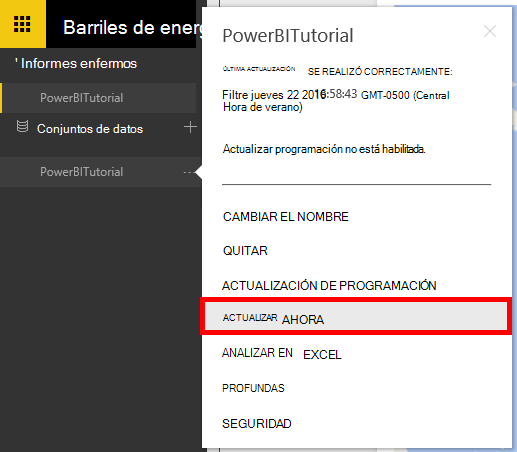 Barriles de energ
' Informes enfermos
PowerBITutorial
Conjuntos de datos
PowerBITutorial
PowerBITutorial
ÚLTIMA ACTUALIZACIÓN SE REALIZÓ CORRECTAMENTE:
Filtre jueves 22 2016:58:43 GMT-0500 (Central
Hora de verano)
Actualizar programación no está habilitada.
CAMBIAR EL NOMBRE
QUITAR
ACTUALIZACIÓN DE PROGRAMACIÓN
ACTUALIZAR AHORA
ANALIZAR EN EXCEL
PROFUNDAS
SEGURIDAD